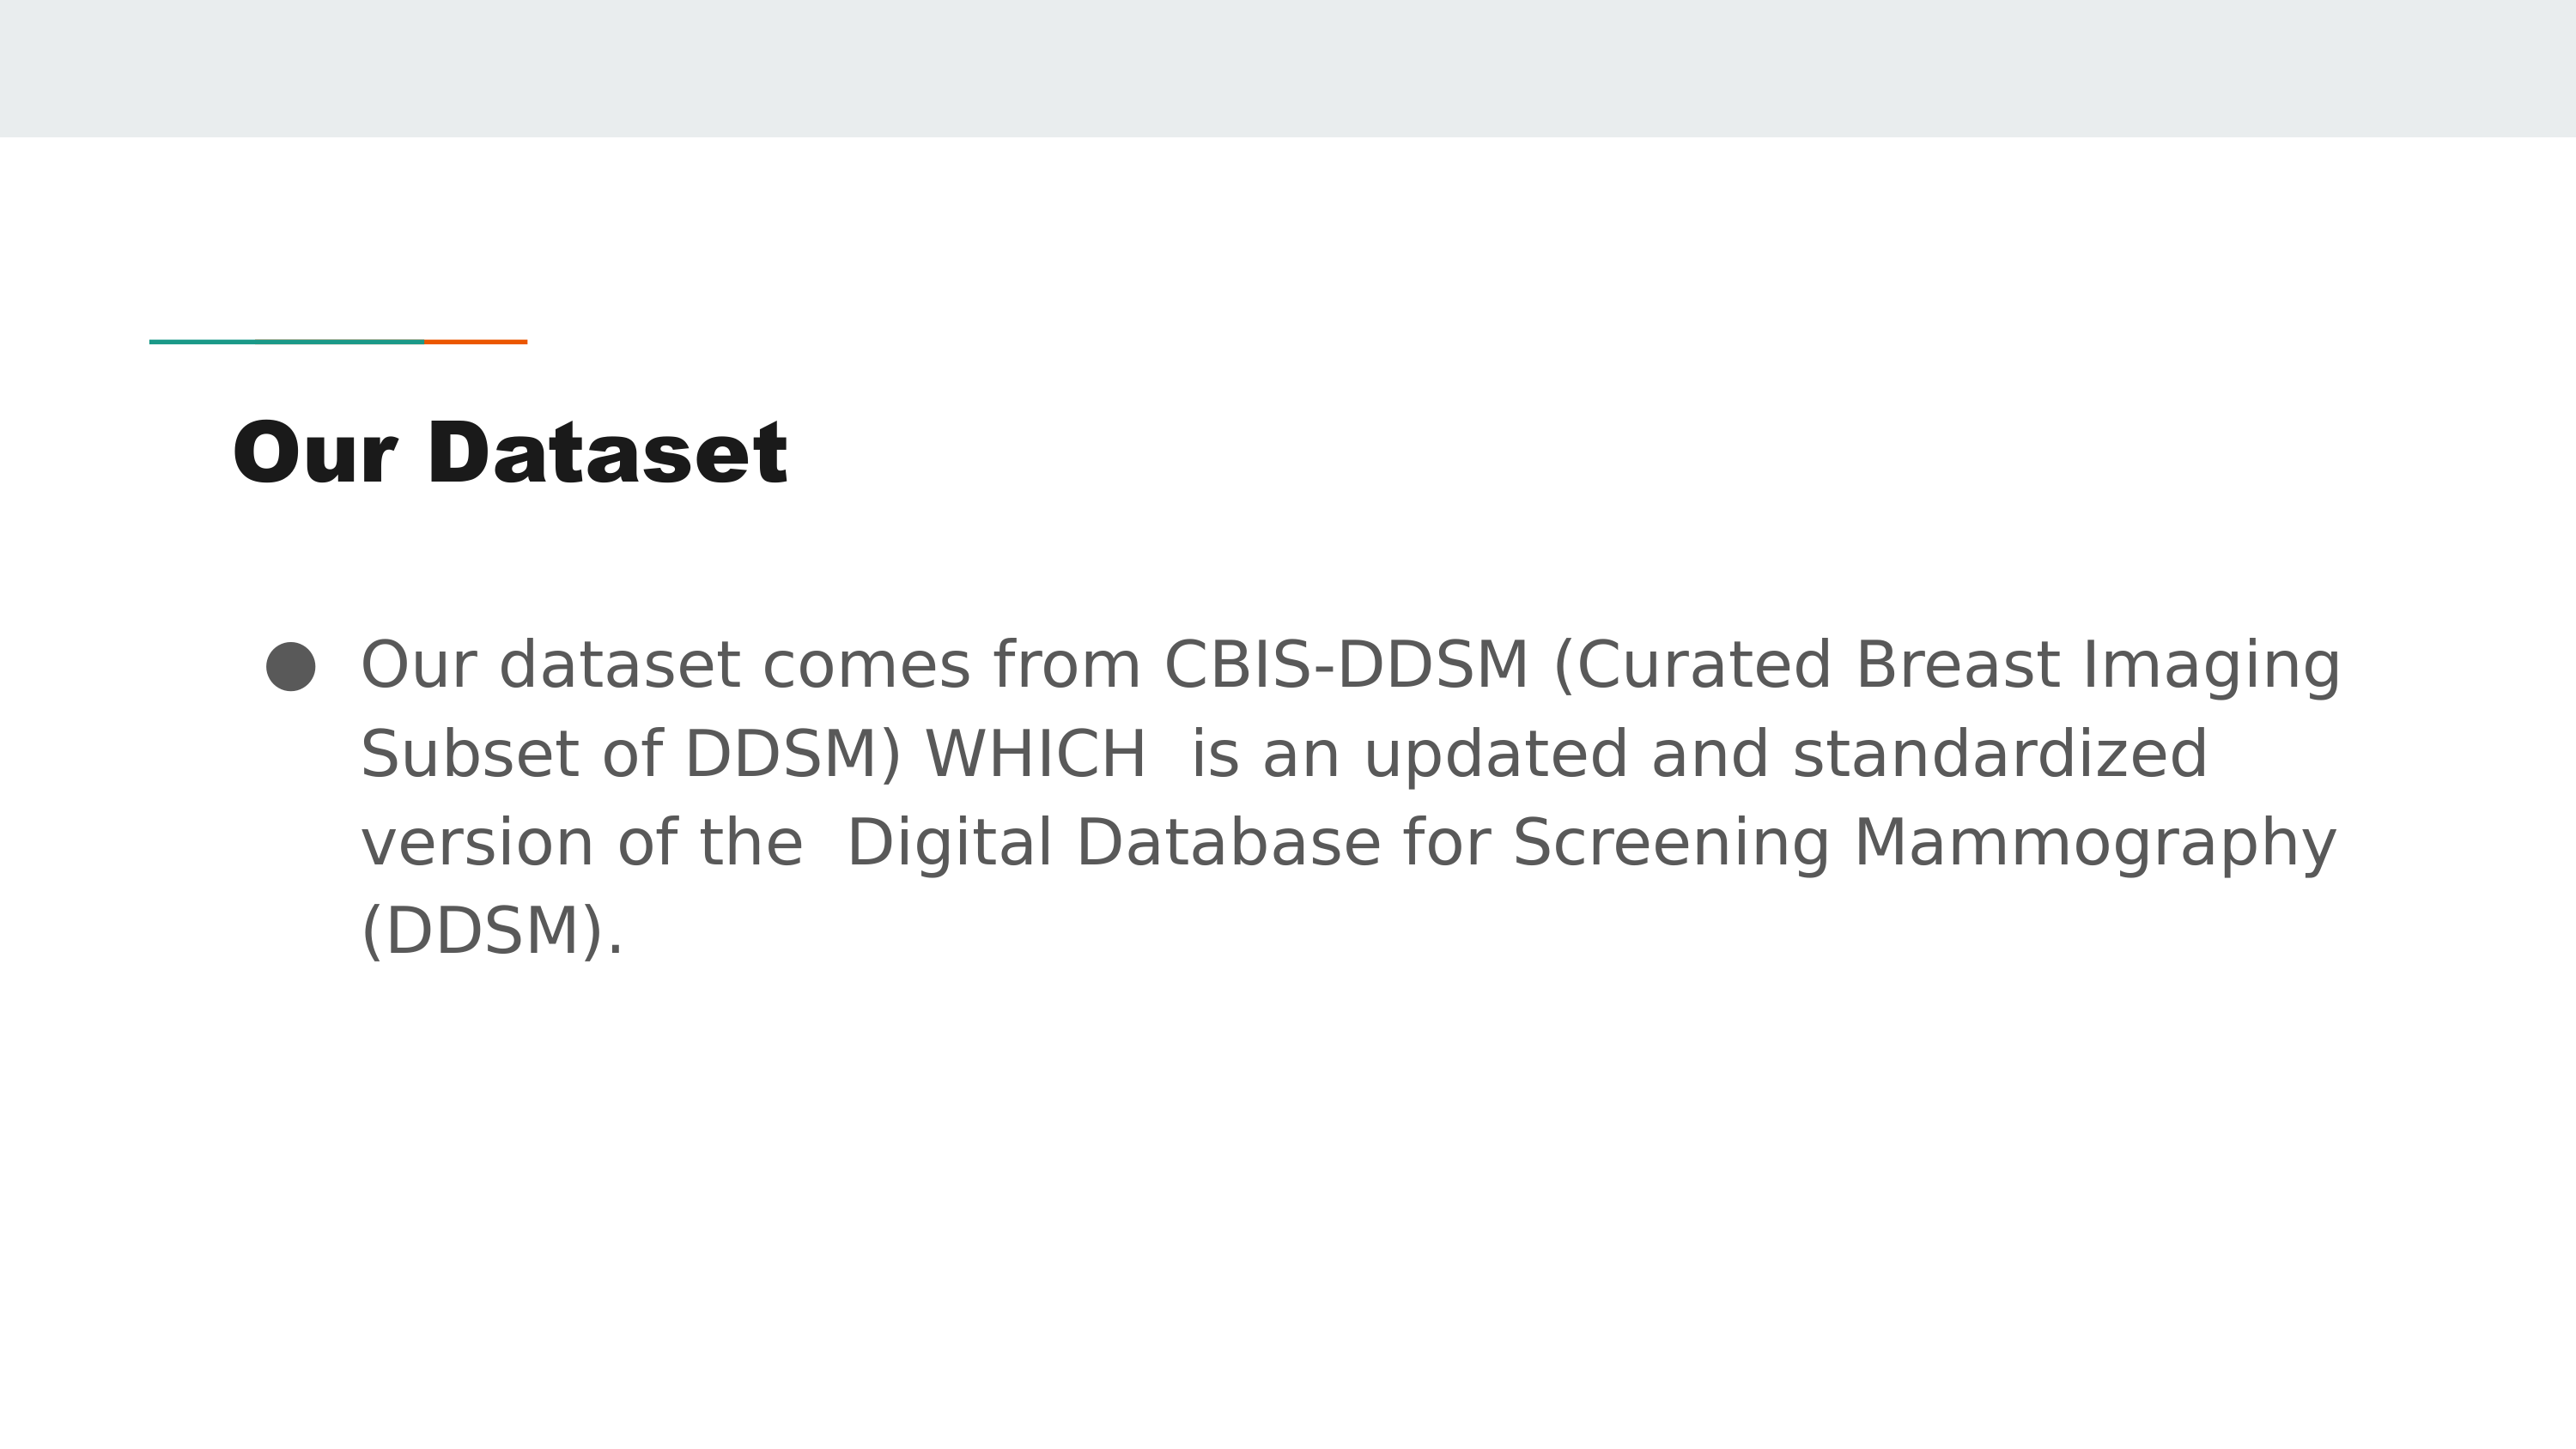 Our Dataset
● Our dataset comes from CBIS-DDSM (Curated Breast Imaging
Subset of DDSM) WHICH  is an updated and standardized
version of the  Digital Database for Screening Mammography
(DDSM).